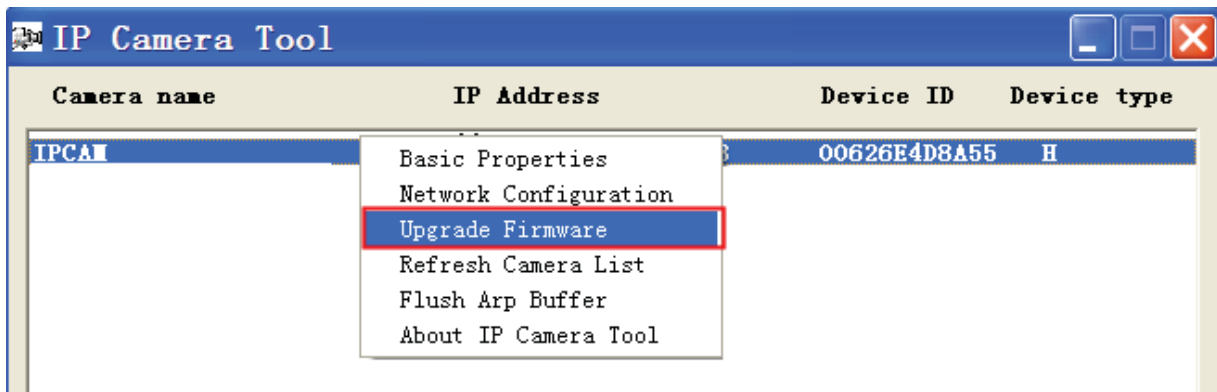 IP Camera Tool
Camera name IP Address Device ID Device type
IPCAM 00626E4D8A55 H
Basic Properties
Network Configuration
Upgrade Firmware
Refresh Camera List
Flush Arp Buffer
About IP Camera Tool